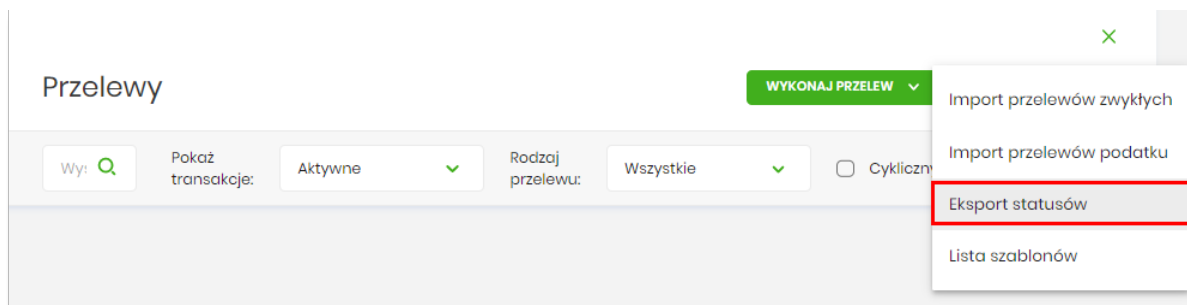 Przelewy
WYKONAJ PRZELEW
Import przelewów zwykłych
Import przelewów podatku
Eksport statusów
Lista szablonów
Wys
Pokaż
transakcje:
Aktywne
Rodzaj
przelewu:
Wszystkie